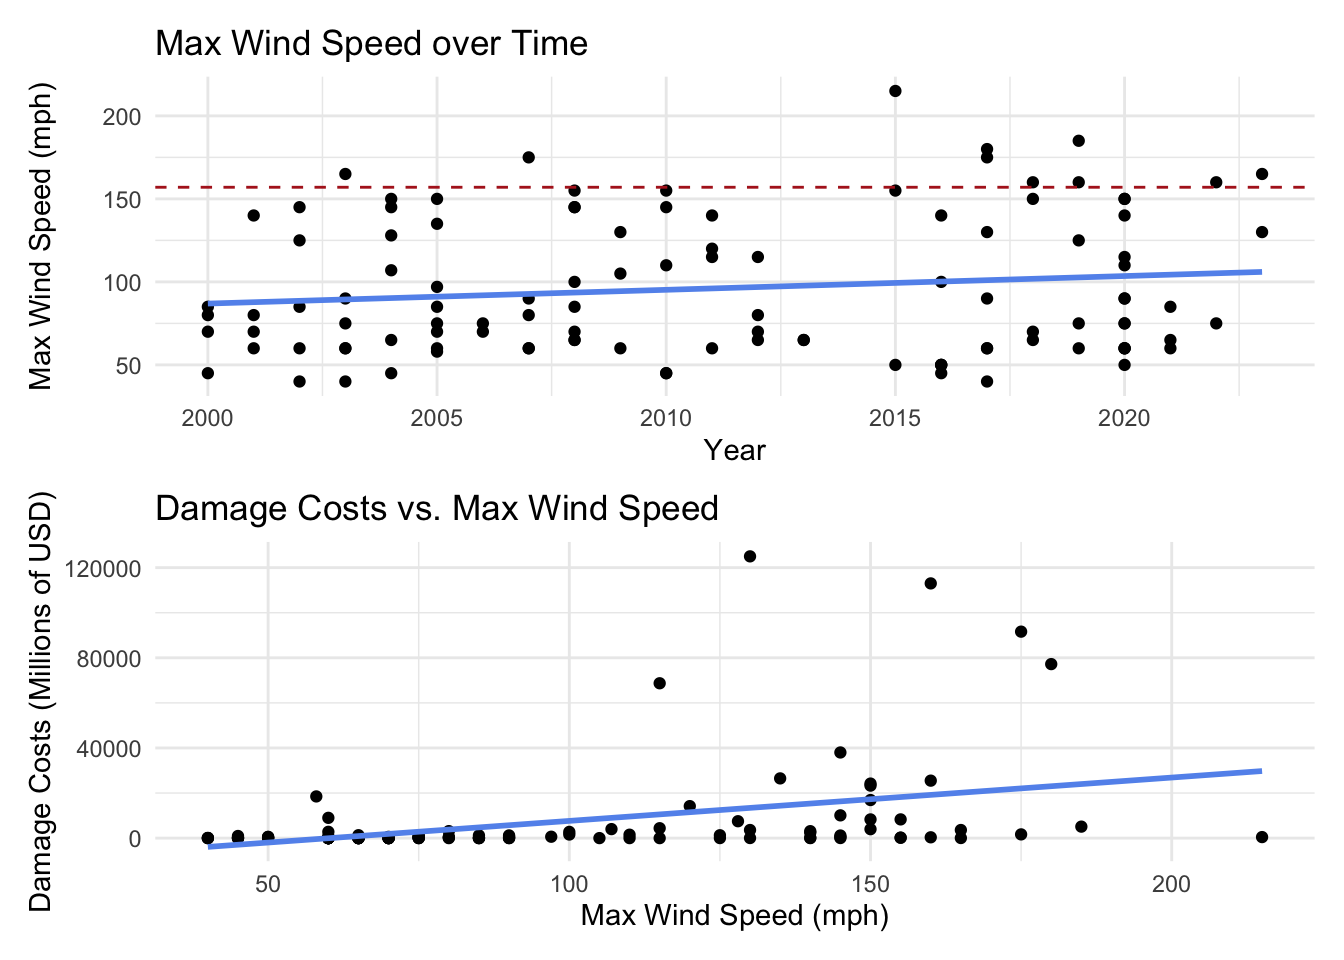 Max Wind Speed over Time
Max Wind Speed (mph)
200
150
100
50
2000 2005 2010 2015 2020
Year
Damage Costs vs. Max Wind Speed
Damage Costs (Millions of USD)
120000
80000
40000
0
50 100 150 200
Max Wind Speed (mph)